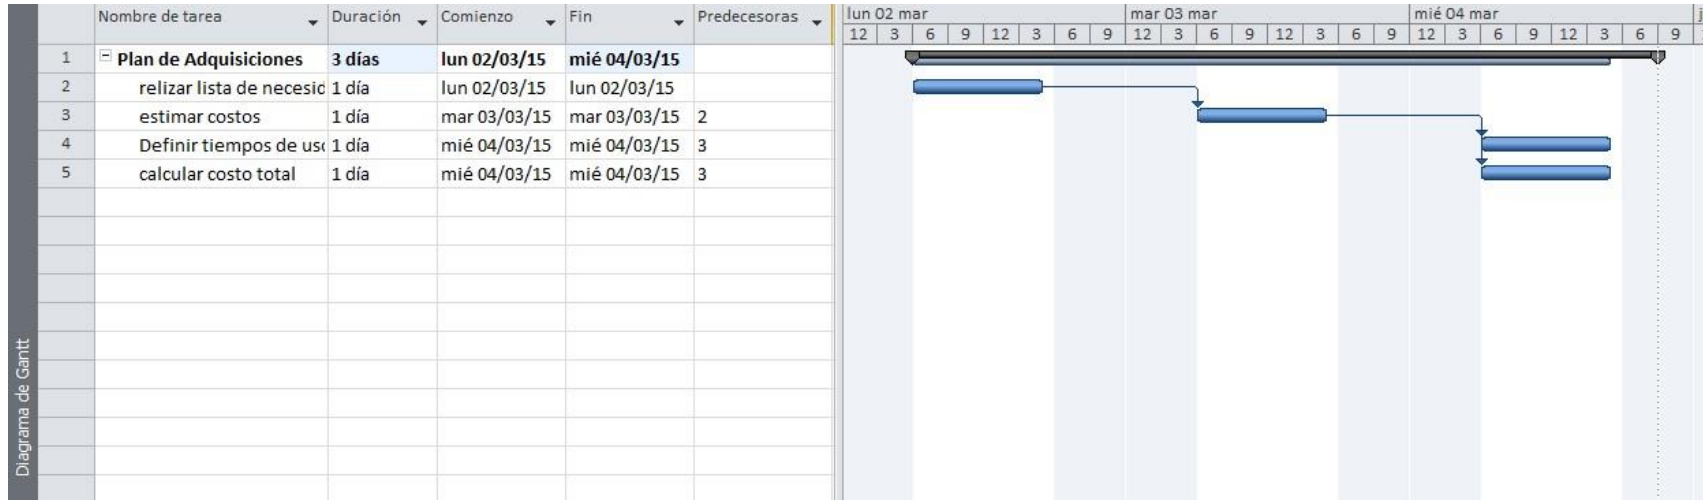 Nombre de tarea Duración Comienzo Fin Predecesoras
1 Plan de Adquisiciones 3 días lun 02/03/15 mié 04/03/15
2 relizar lista de necesid 1 día lun 02/03/15 lun 02/03/15
3 estimar costos 1 día mar 03/03/15 mar 03/03/15 2
4 Definir tiempos de uso 1 día mié 04/03/15 mié 04/03/15 3
5 calcular costo total 1 día mié 04/03/15 mié 04/03/15 3
lun 02 mar mar 03 mar mié 04 mar j
12 3 6 9 12 3 6 9 12 3 6 9 12 3 6 9 12 3 6 9 12 3 6 9
Diagrama de Gantt